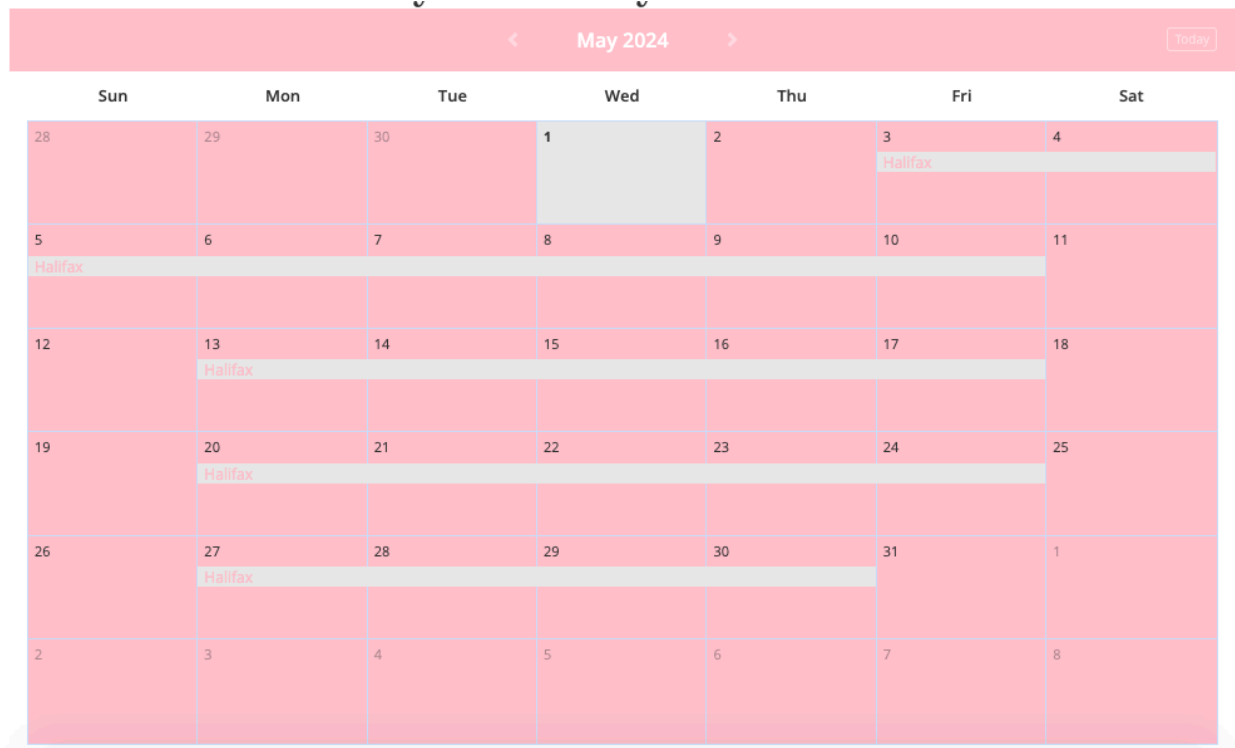 May 2024
Today
Sun Mon Tue Wed Thu Fri Sat
28 29 30 1 2 3 4
Halifax
5 6 7 8 9 10 11
Halifax
12 13 14 15 16 17 18
Halifax
19 20 21 22 23 24 25
Halifax
26 27 28 29 30 31 1
Halifax
2 3 4 5 6 7 8